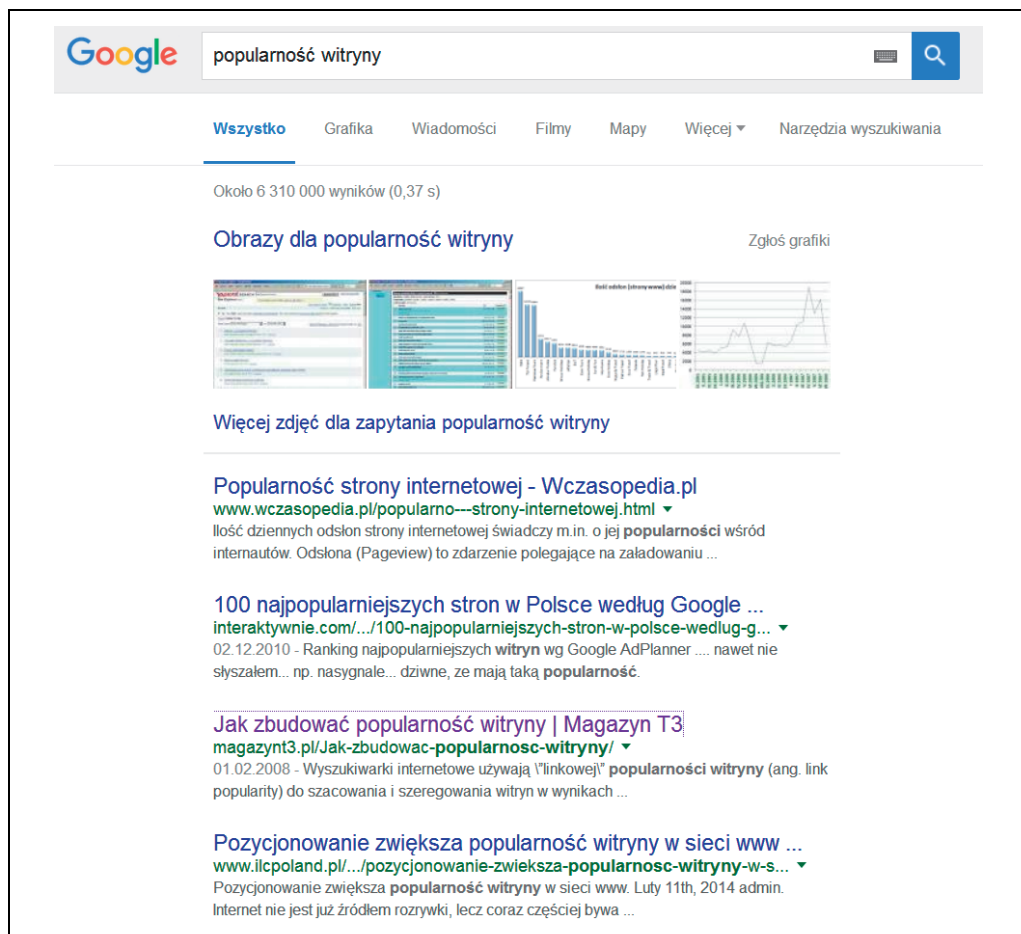 Google
popularność witryny
Wszystko Grafika Wiadomości Filmy Mapy Więcej Narzędzia wyszukiwania
Około 6 310 000 wyników (0,37 s)
Obrazy dla popularność witryny Zgłoś grafiki
Ilość odsłon (strony www)
Więcej zdjęć dla zapytania popularność witryny
Popularność strony internetowej - Wczasopedia.pl
www.wczasopedia.pl/popularno---strony-internetowej.html
Ilość dziennych odsłon strony internetowej świadczy m.in. o jej popularności wśród
internautów. Odsłona (Pageview) to zdarzenie polegające na załadowaniu ...
100 najpopularniejszych stron w Polsce według Google ...
interaktywnie.com/.../100-najpopularniejszych-stron-w-polsce-wedlug-g...
02.12.2010 - Ranking najpopularniejszych witryn wg Google AdPlanner .... nawet nie
słyszałem... np. nasygnale... dziwne, ze mają taką popularność.
Jak zbudować popularność witryny | Magazyn T3
magazynt3.pl/Jak-zbudowac-popularnosc-witryny/
01.02.2008 - Wyszukiwarki internetowe używają \"linkowej\" popularności witryny (ang. link
popularity) do szacowania i szeregowania witryn w wynikach ...
Pozycjonowanie zwiększa popularność witryny w sieci www ...
www.ilcpoland.pl/.../pozycjonowanie-zwieksza-popularnosc-witryny-w-s...
Pozycjonowanie zwiększa popularność witryny w sieci www. Luty 11th, 2014 admin.
Internet nie jest już źródłem rozrywki, lecz coraz częściej bywa ...